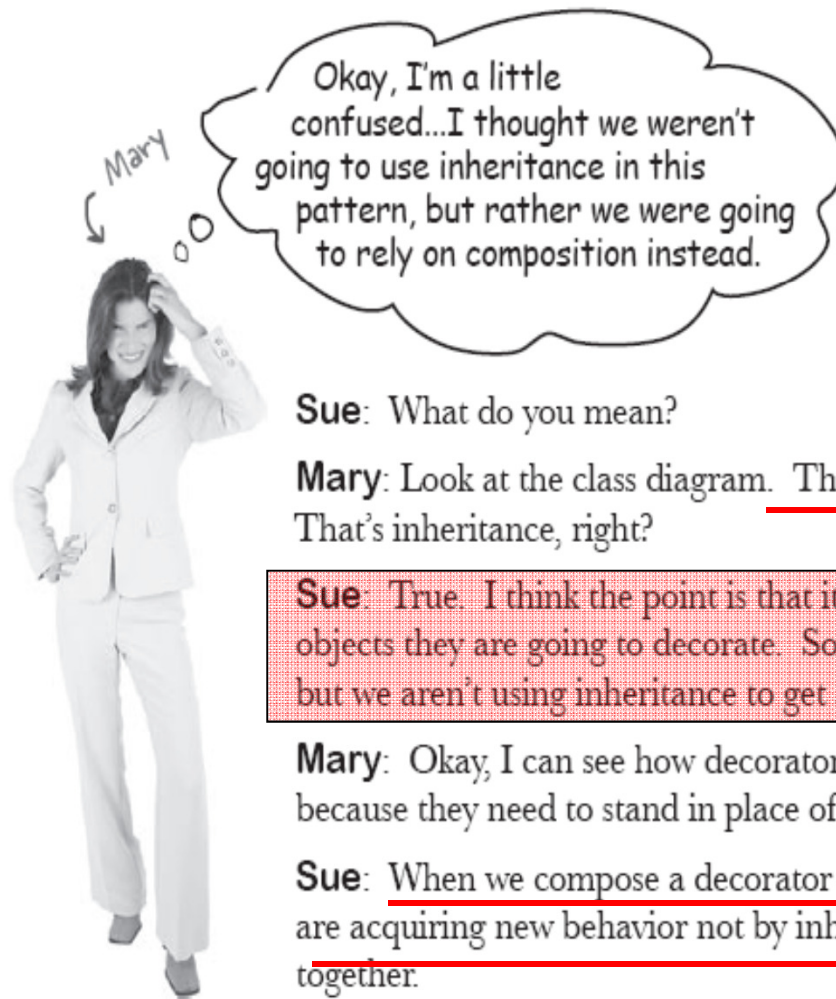 Okay, I'm a little
confused...I thought we weren't
going to use inheritance in this
pattern, but rather we were going
to rely on composition instead.
Mary
Sue: What do you mean?
Mary: Look at the class diagram. Th
That's inheritance, right?
Sue: True. I think the point is that i
objects they are going to decorate. So
but we aren't using inheritance to get
Mary: Okay, I can see how decorator
because they need to stand in place of
Sue: When we compose a decorator
are acquiring new behavior not by inh
together.